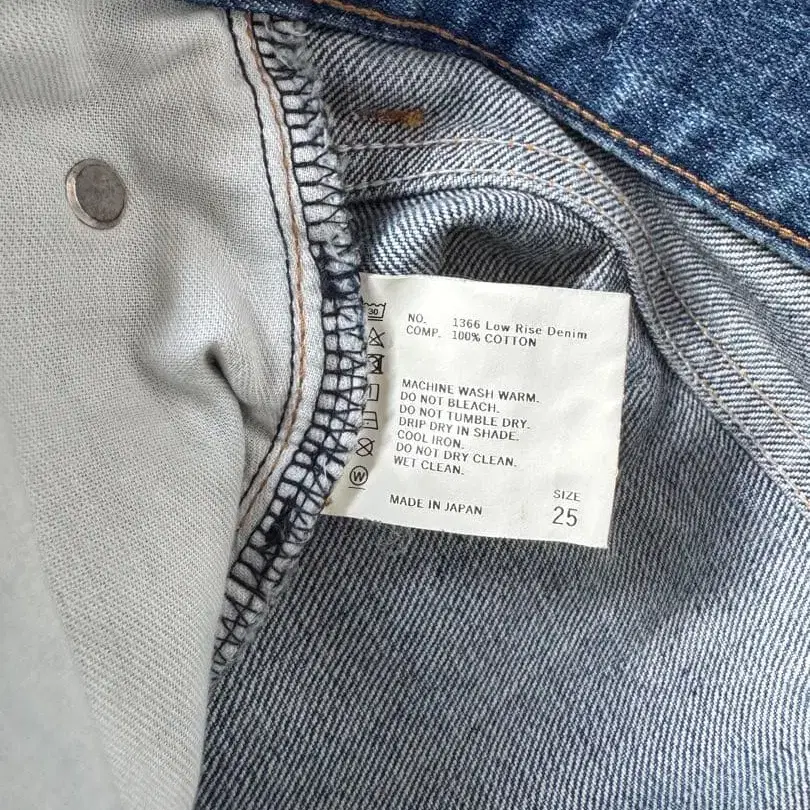 NO. 1366 Low Rise Denim
COMP. 100% COTTON
30
MACHINE WASH WARM.
DO NOT BLEACH.
DO NOT TUMBLE DRY.
DRIP DRY IN SHADE.
COOL IRON.
DO NOT DRY CLEAN.
WET CLEAN.
W
MADE IN JAPAN
SIZE
25